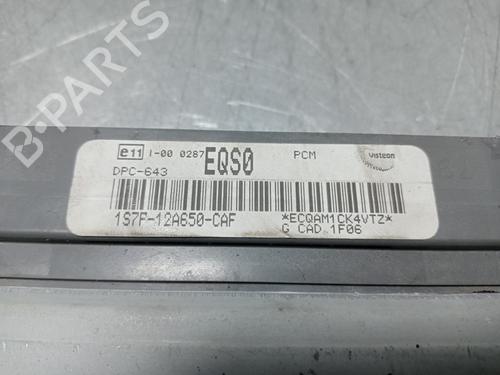 e11 I-00 0287 EQS0 PCM visteon
DPC-643
1S7F-12A650-CAF *ECQAM1CK4VTZ*
G CAD 1F06
B-PARTS